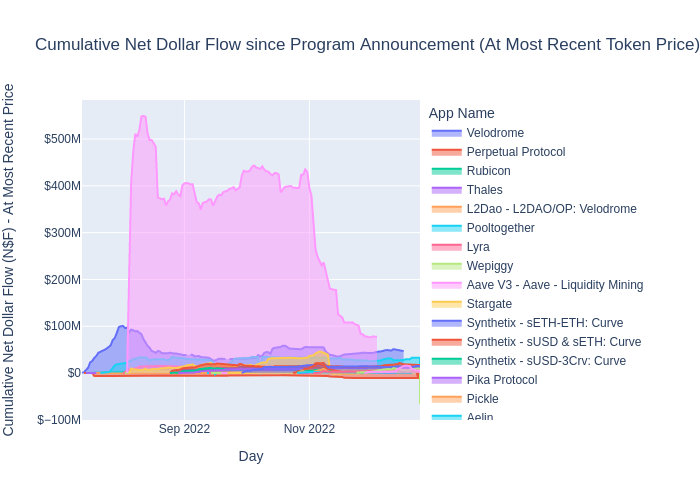 Cumulative Net Dollar Flow since Program Announcement (At Most Recent Token Price)
Cumulative Net Dollar Flow (N$F) - At Most Recent Price
$500M
$400M
$300M
$200M
$100M
$0
$−100M
Sep 2022
Nov 2022
Day
App Name
Velodrome
Perpetual Protocol
Rubicon
Thales
L2Dao - L2DAO/OP: Velodrome
Pooltogether
Lyra
Wepiggy
Aave V3 - Aave - Liquidity Mining
Stargate
Synthetix - sETH-ETH: Curve
Synthetix - sUSD & sETH: Curve
Synthetix - sUSD-3Crv: Curve
Pika Protocol
Pickle
Aelin